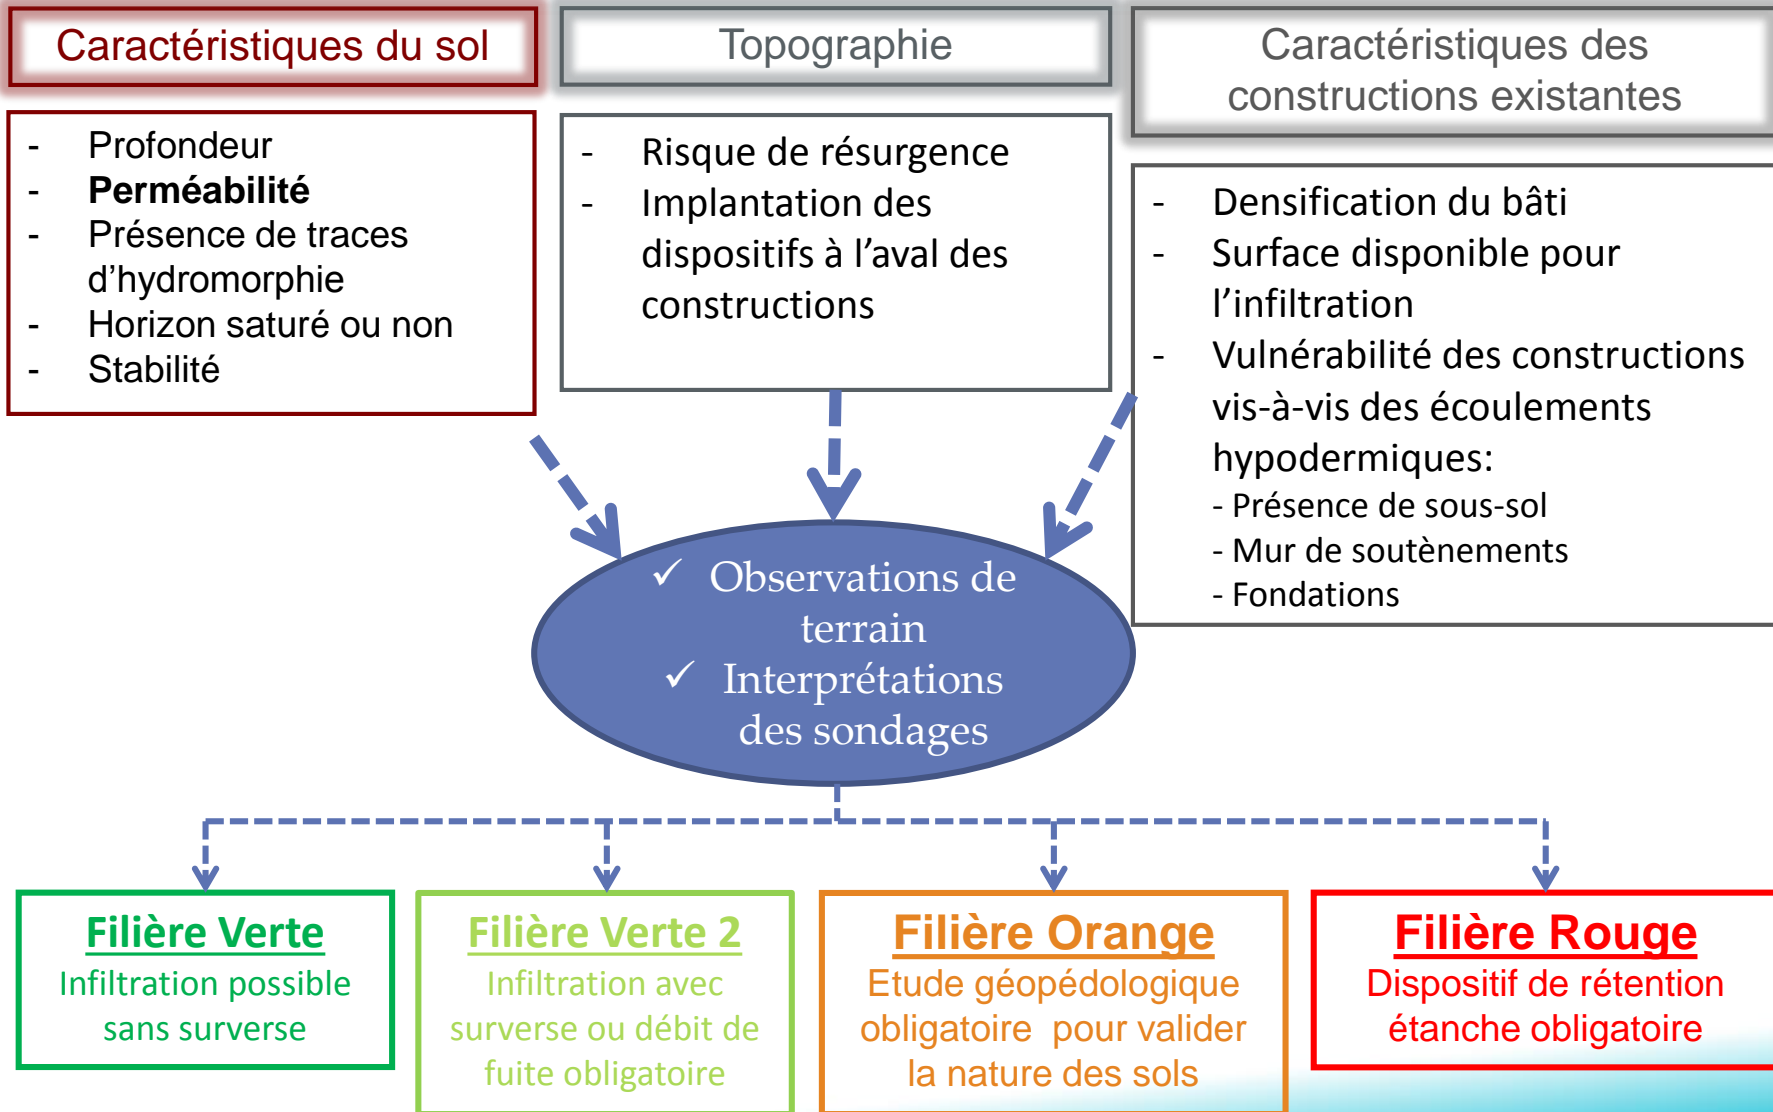 Caractéristiques du sol
- Profondeur
- Perméabilité
- Présence de traces
d'hydromorphie
- Horizon saturé ou non
- Stabilité
Topographie
- Risque de résurgence
- Implantation des
dispositifs à l'aval des
constructions
Caractéristiques des
constructions existantes
- Densification du bâti
- Surface disponible pour
l'infiltration
- Vulnérabilité des constructions
vis-à-vis des écoulements
hypodermiques:
- Présence de sous-sol
- Mur de soutènements
- Fondations
✓ Observations de
terrain
✓ Interprétations
des sondages
Filière Verte
Infiltration possible
sans surverse
Filière Verte 2
Infiltration avec
surverse ou débit de
fuite obligatoire
Filière Orange
Etude géopédologique
obligatoire pour valider
la nature des sols
Filière Rouge
Dispositif de rétention
étanche obligatoire